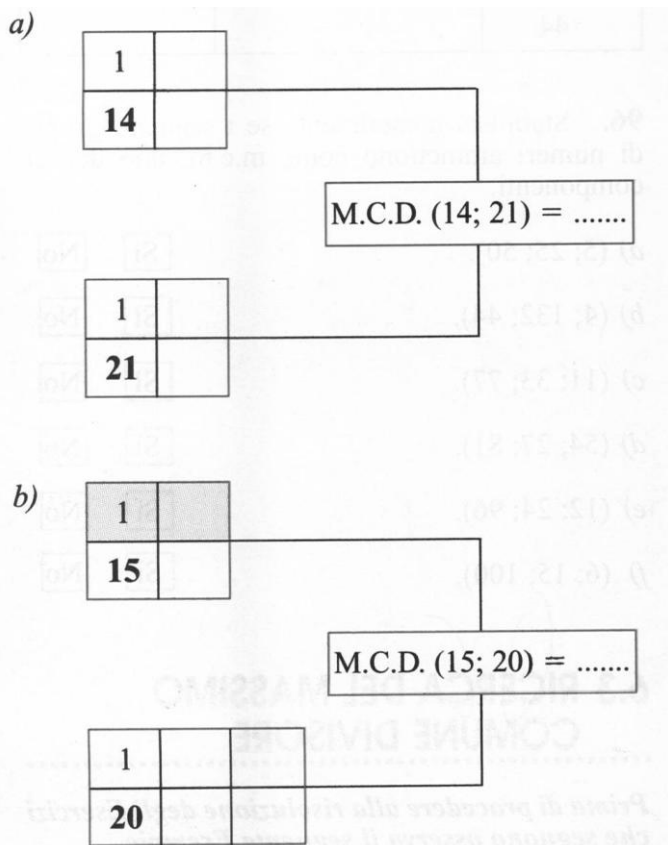 a)
1
14
M.C.D. (14; 21) = .......
1
21
b)
1
15
M.C.D. (15; 20) = .......
1
20